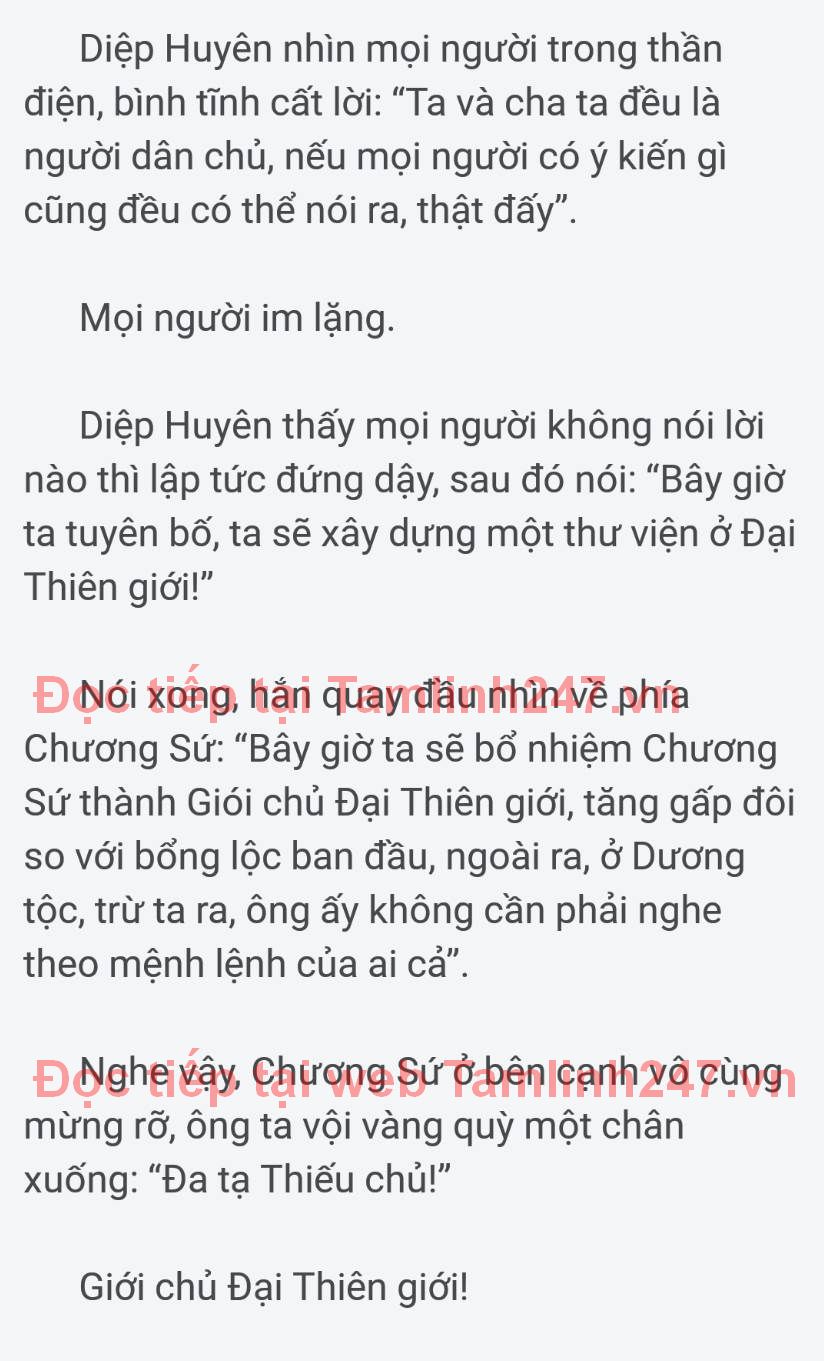 Diệp Huyên nhìn mọi người trong thần
điện, bình tĩnh cất lời: “Ta và cha ta đều là
người dân chủ, nếu mọi người có ý kiến gì
cũng đều có thể nói ra, thật đấy”.
Mọi người im lặng.
Diệp Huyên thấy mọi người không nói lời
nào thì lập tức đứng dậy, sau đó nói: “Bây giờ
ta tuyên bố, ta sẽ xây dựng một thư viện ở Đại
Thiên giới!”
Đọc tiếp tại Tamlinh247.vn
Nói xong, hắn quay đầu nhìn về phía
Chương Sứ: “Bây giờ ta sẽ bổ nhiệm Chương
Sứ thành Giói chủ Đại Thiên giới, tăng gấp đôi
so với bổng lộc ban đầu, ngoài ra, ở Dương
tộc, trừ ta ra, ông ấy không cần phải nghe
theo mệnh lệnh của ai cả”.
Đọc tiếp tại web Tamlinh247.vn
Nghe vậy, Chương Sứ ở bên cạnh vô cùng
mừng rỡ, ông ta vội vàng quỳ một chân
xuống: “Đa tạ Thiếu chủ!”
Giới chủ Đại Thiên giới!